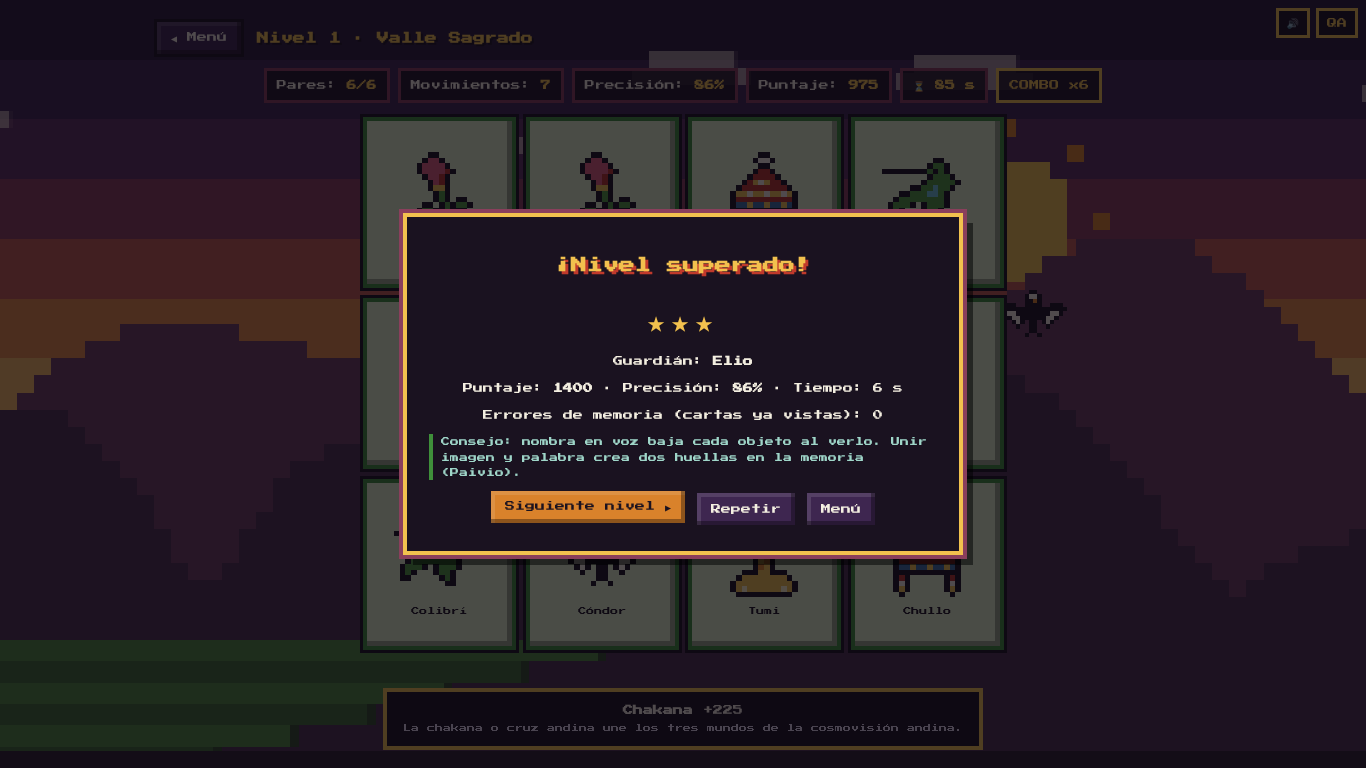 ◂ Menú
Nivel 1 · Valle Sagrado
QA
Pares: 6/6
Movimientos: 7
Precisión: 86%
Puntaje: 975
85 s
COMBO x6
¡Nivel superado!
★ ★ ★
Guardián: Elio
Puntaje: 1400 · Precisión: 86% · Tiempo: 6 s
Errores de memoria (cartas ya vistas): 0
Consejo: nombra en voz baja cada objeto al verlo. Unir
imagen y palabra crea dos huellas en la memoria
(Paivio).
Siguiente nivel ▸
Repetir
Menú
Colibrí
Cóndor
Tumi
Chullo
Chakana +225
La chakana o cruz andina une los tres mundos de la cosmovisión andina.